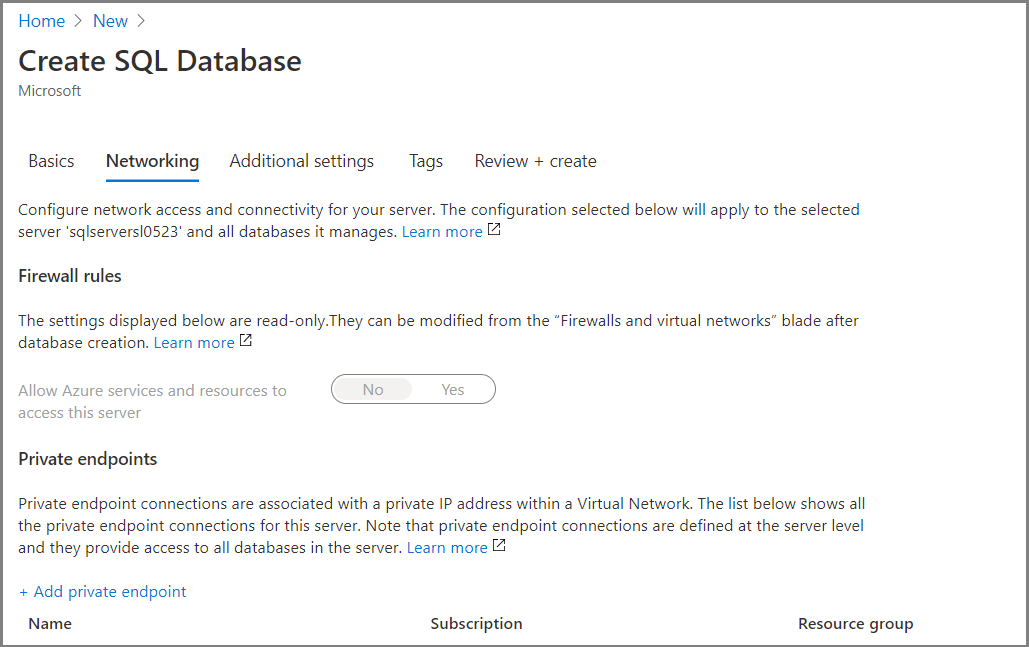 Home > New >
Create SQL Database
Microsoft
Basics Networking Additional settings Tags Review + create
Configure network access and connectivity for your server. The configuration selected below will apply to the selected
server 'sqlserversl0523' and all databases it manages. Learn more
Firewall rules
The settings displayed below are read-only.They can be modified from the “Firewalls and virtual networks” blade after
database creation. Learn more
Allow Azure services and resources to No Yes
access this server
Private endpoints
Private endpoint connections are associated with a private IP address within a Virtual Network. The list below shows all
the private endpoint connections for this server. Note that private endpoint connections are defined at the server level
and they provide access to all databases in the server. Learn more
+ Add private endpoint
Name Subscription Resource group